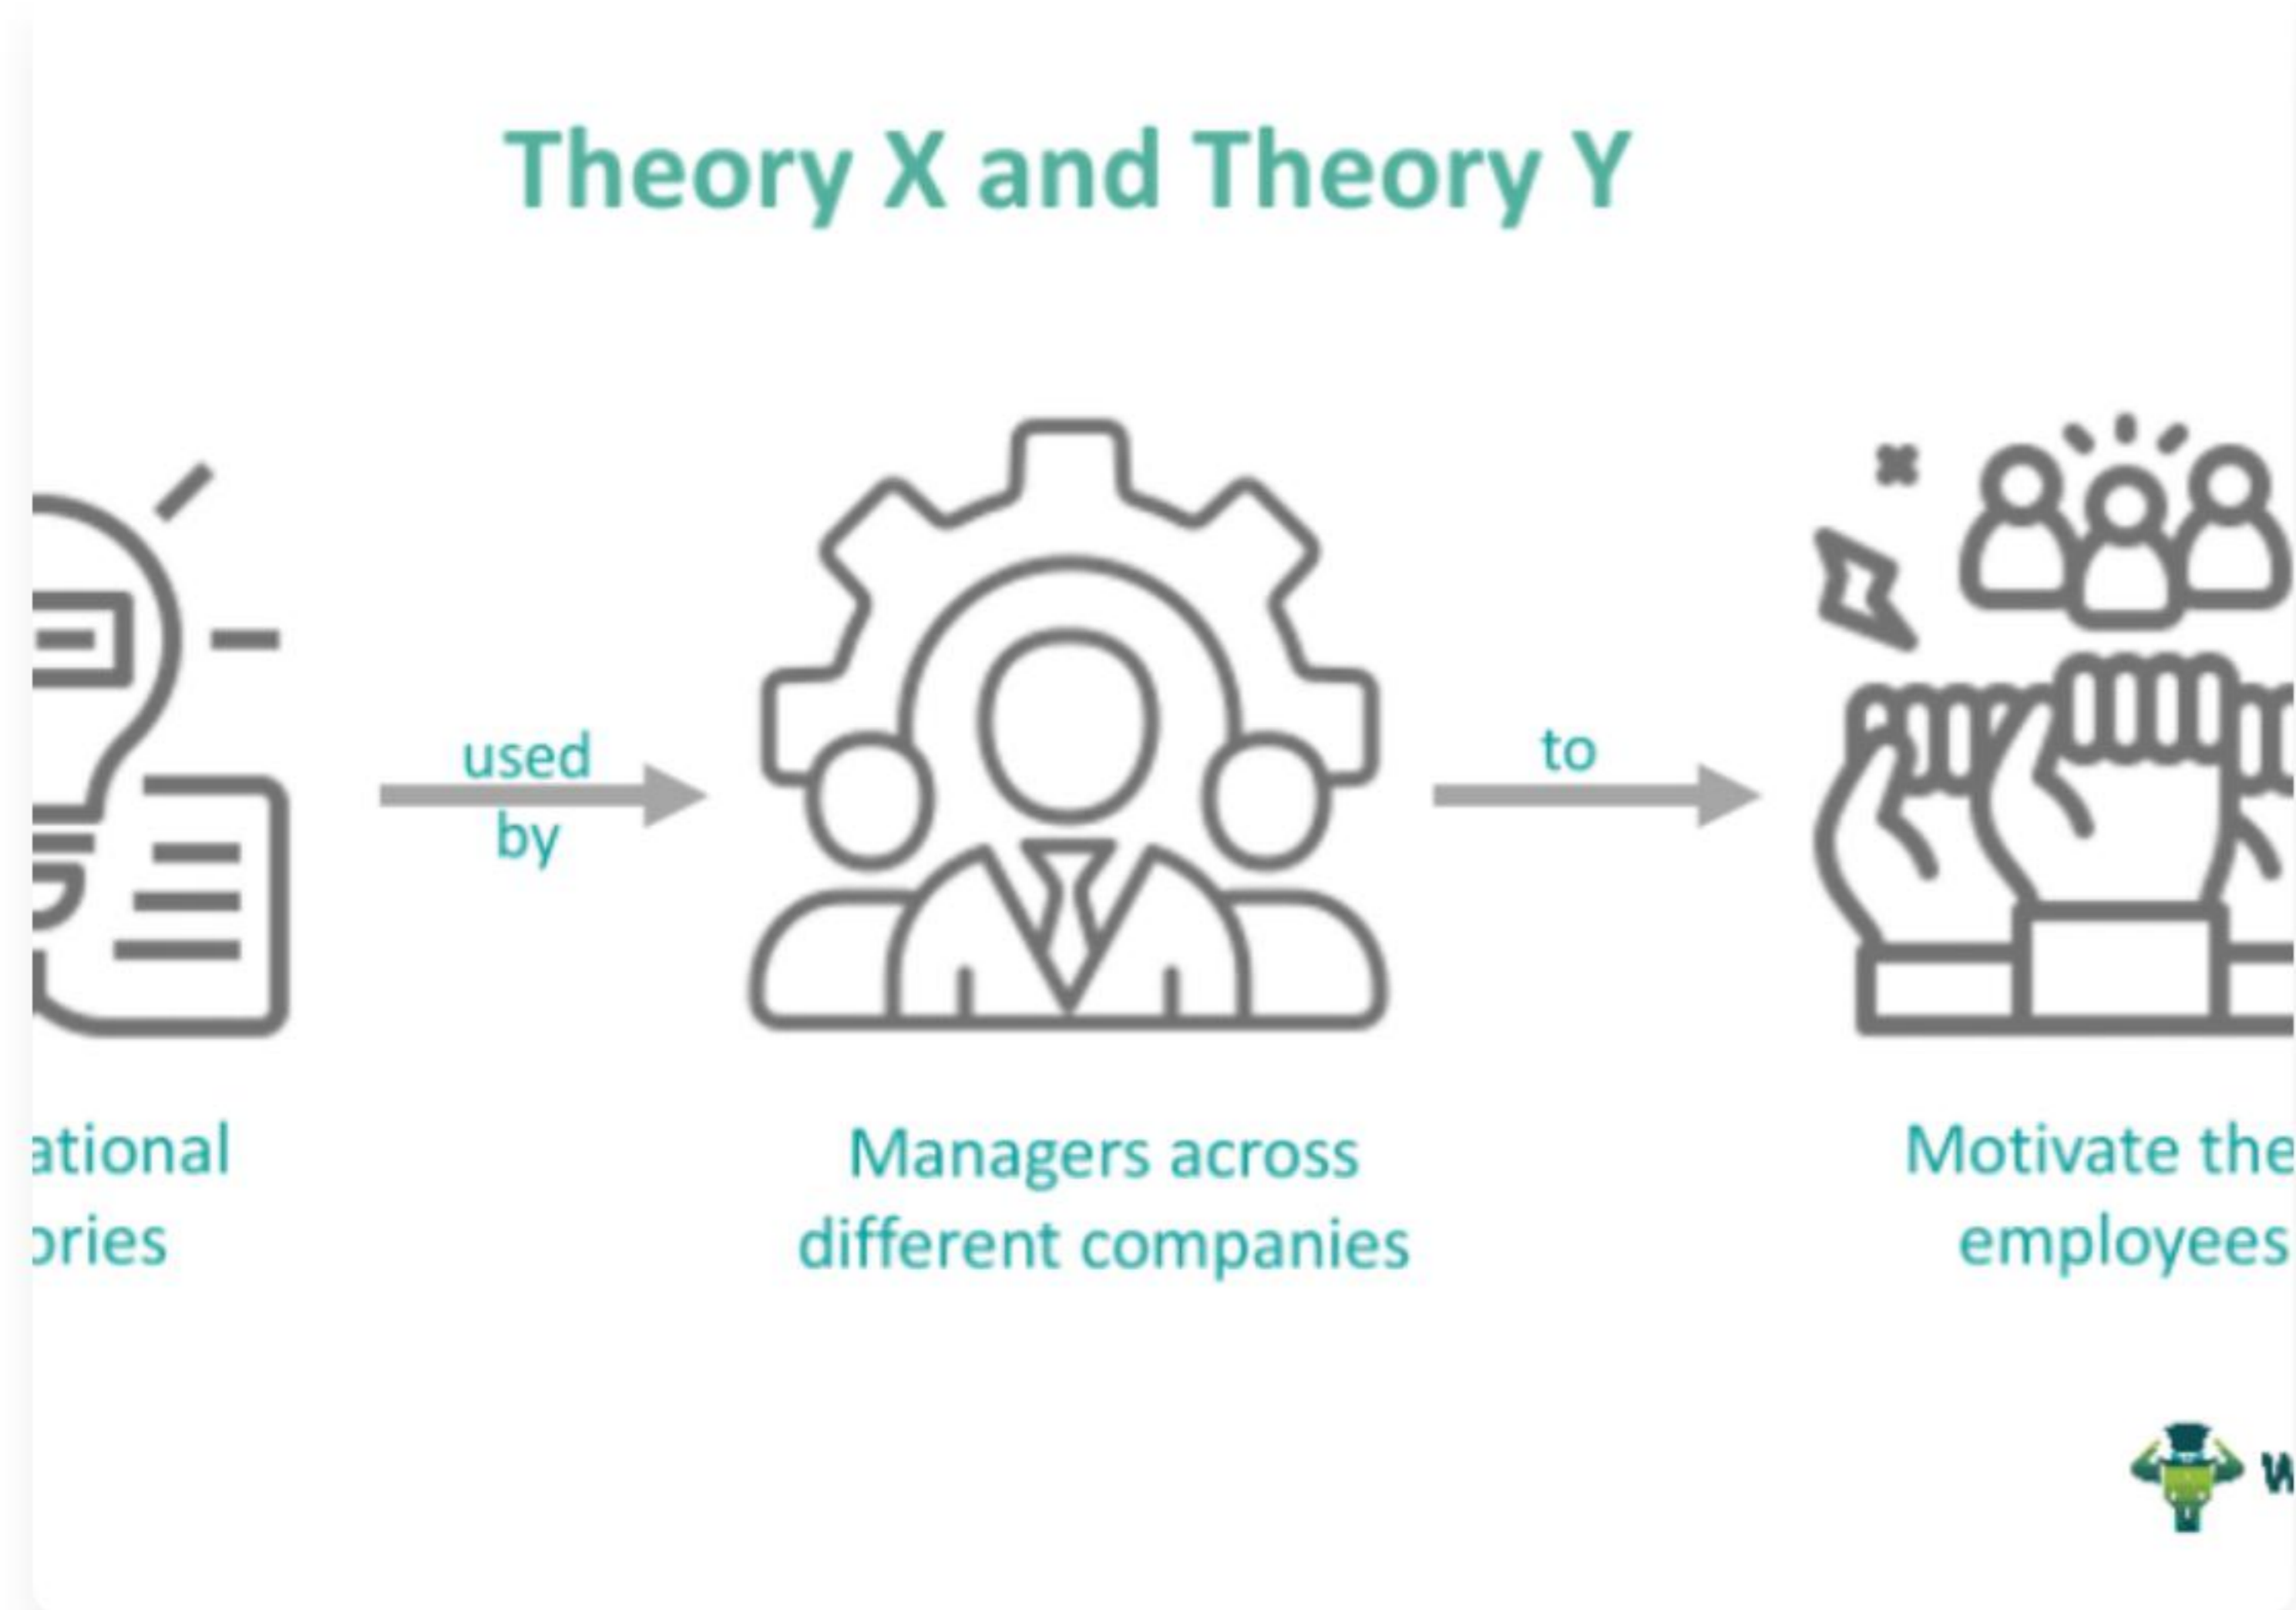 Theory X and Theory Y
used
by
to
ational
ories
Managers across
different companies
Motivate the
employees